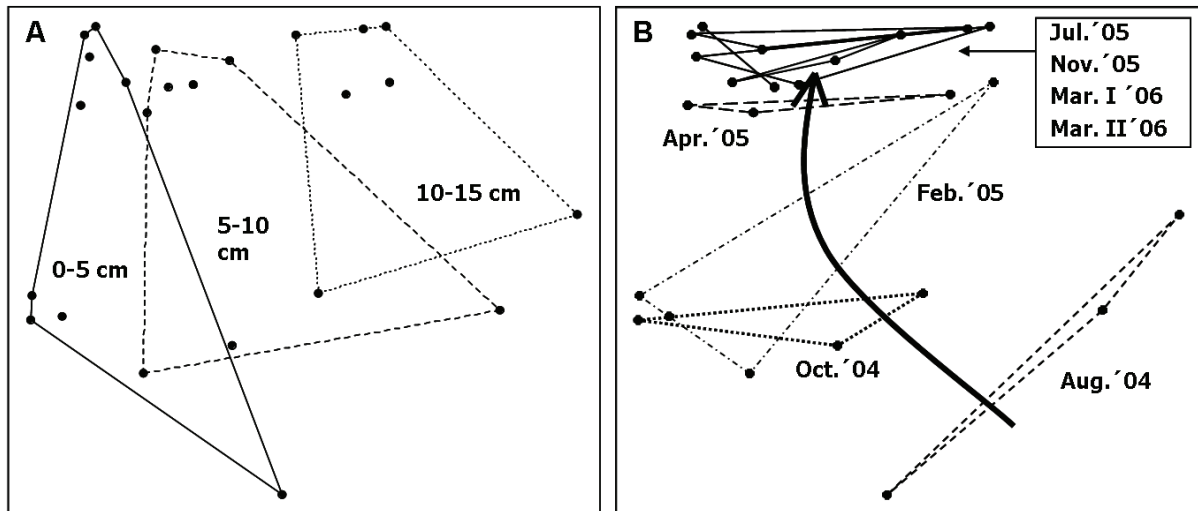 A
0-5 cm
5-10
cm
10-15 cm
B
Jul.´05
Nov.´05
Mar. I ´06
Mar. II´06
Apr.´05
Feb.´05
Oct.´04
Aug.´04